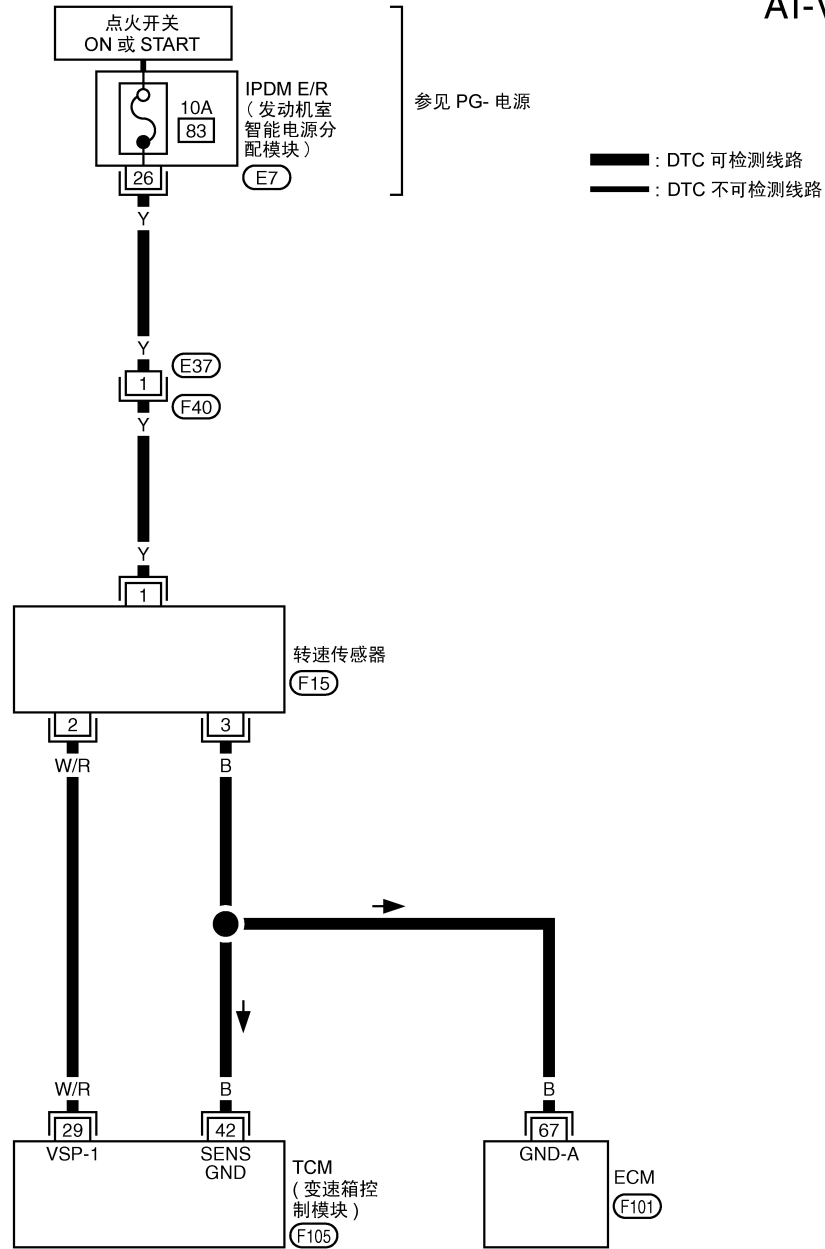 AT-V
点火开关
ON 或 START
10A
83
IPDM E/R
( 发动机室
智能电源分
配模块 )
参见 PG- 电源
: DTC 可检测线路
: DTC 不可检测线路
26
E7
Y
Y
E37
1
F40
Y
Y
1
转速传感器
F15
2
3
W/R
B
W/R
B
B
29
42
67
VSP-1
SENS
GND
GND-A
TCM
( 变速箱控
制模块 )
F105
ECM
F101